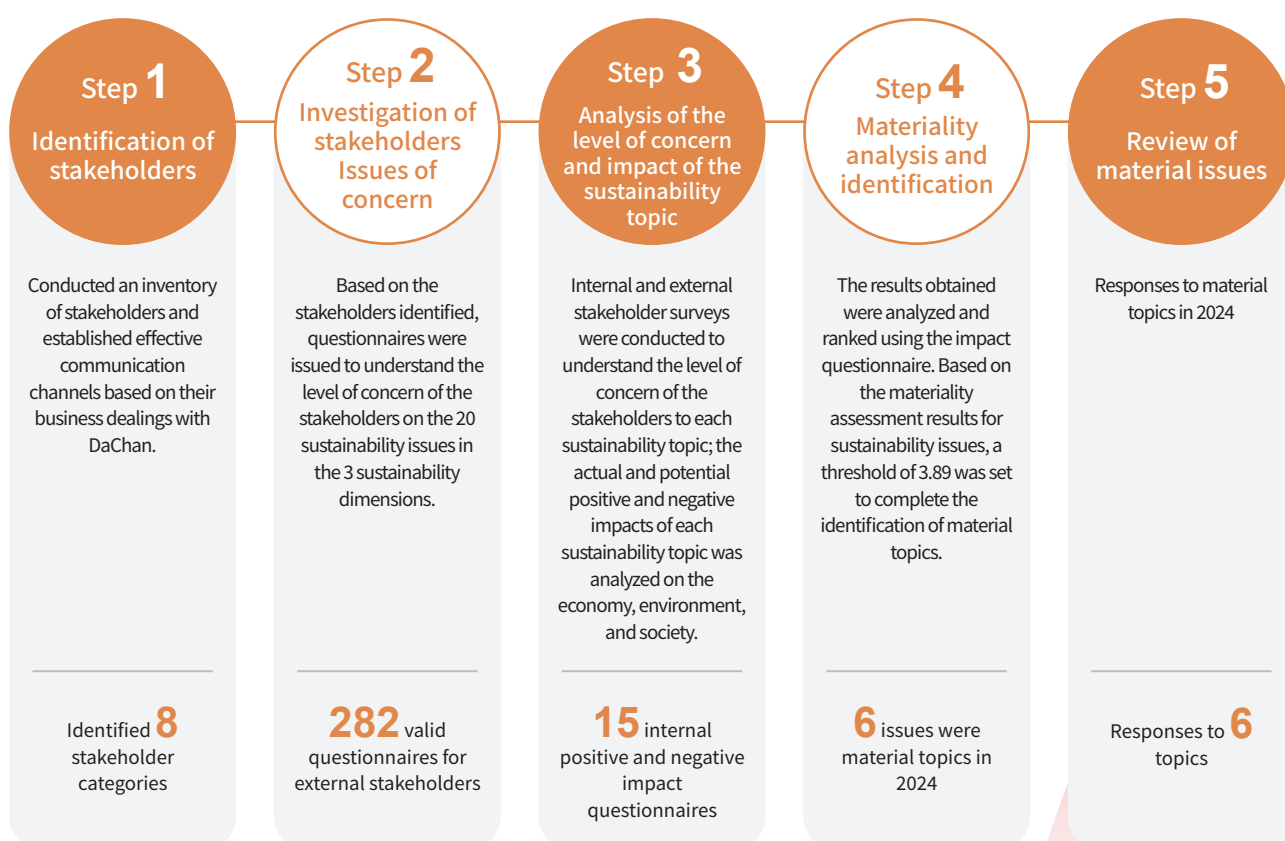 Step 1
Identification of
stakeholders
Conducted an inventory
of stakeholders and
established effective
communication
channels based on their
business dealings with
DaChan.
Identified 8
stakeholder
categories
Step 2
Investigation of
stakeholders
Issues of
concern
Based on the
stakeholders identified,
questionnaires were
issued to understand the
level of concern of the
stakeholders on the 20
sustainability issues in
the 3 sustainability
dimensions.
282 valid
questionnaires for
external stakeholders
Step 3
Analysis of the
level of concern
and impact of the
sustainability
topic
Internal and external
stakeholder surveys
were conducted to
understand the level of
concern of the
stakeholders to each
sustainability topic; the
actual and potential
positive and negative
impacts of each
sustainability topic was
analyzed on the
economy, environment,
and society.
15 internal
positive and negative
impact
questionnaires
Step 4
Materiality
analysis and
identification
The results obtained
were analyzed and
ranked using the impact
questionnaire. Based on
the materiality
assessment results for
sustainability issues, a
threshold of 3.89 was set
to complete the
identification of material
topics.
6 issues were
material topics in
2024
Step 5
Review of
material issues
Responses to material
topics in 2024
Responses to 6
topics